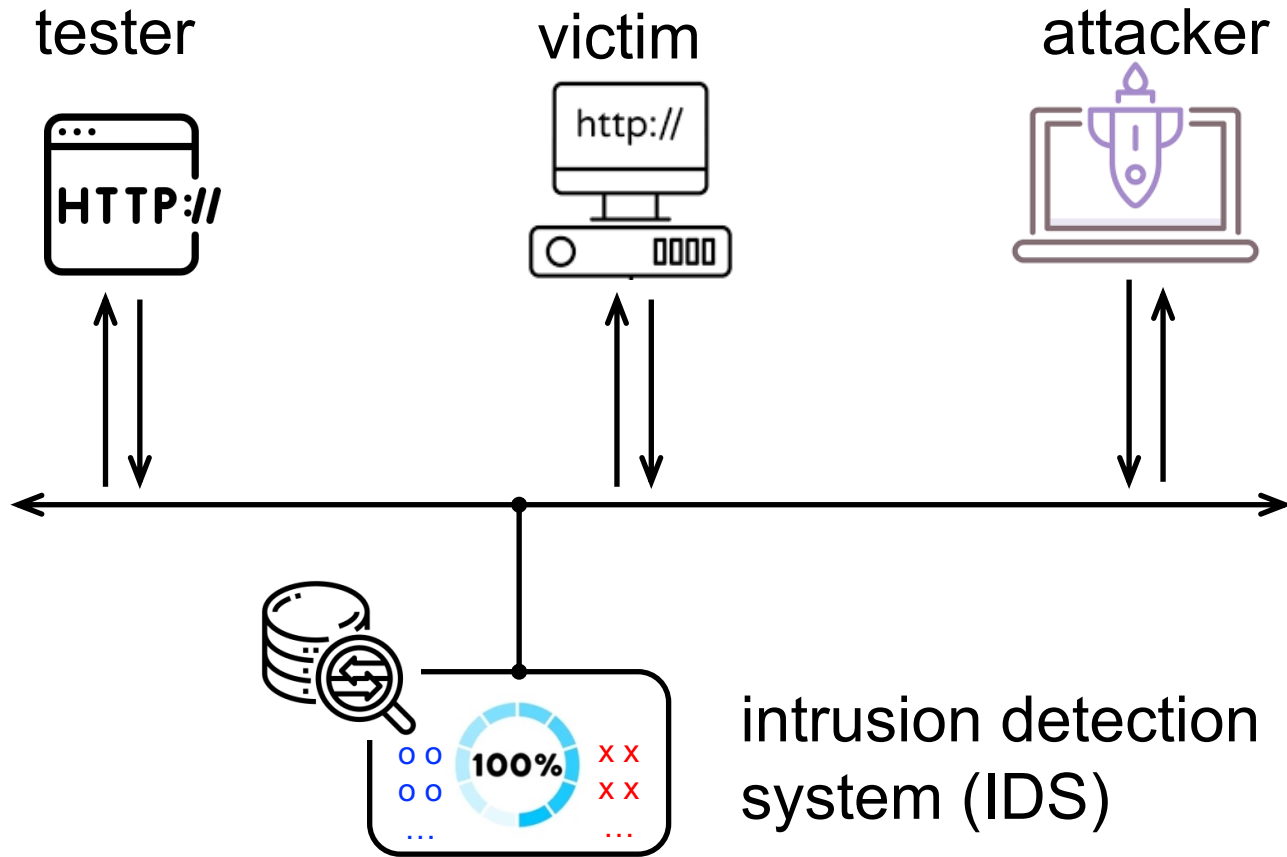 tester
victim
attacker
HTTP://
http://
o o
o o
...
100%
x x
x x
...
intrusion detection
system (IDS)